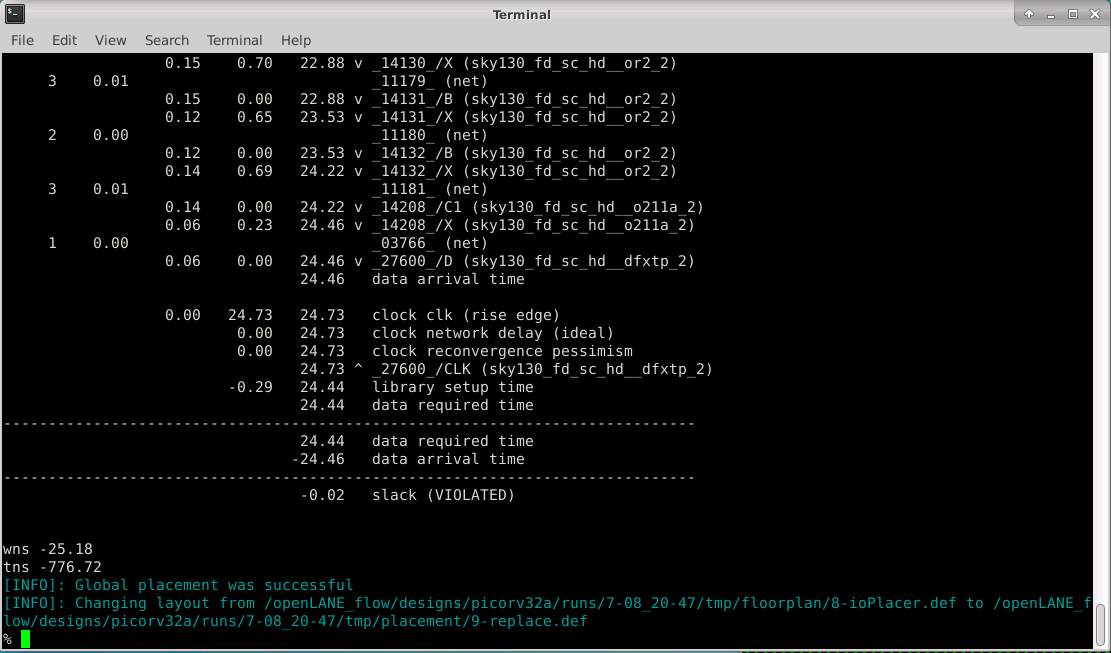 Terminal
File Edit View Search Terminal Help
0.15 0.70 22.88 v _14130_/X (sky130_fd_sc_hd__or2_2)
3 0.01 _11179_ (net)
0.15 0.00 22.88 v _14131_/B (sky130_fd_sc_hd__or2_2)
0.12 0.65 23.53 v _14131_/X (sky130_fd_sc_hd__or2_2)
2 0.00 _11180_ (net)
0.12 0.00 23.53 v _14132_/B (sky130_fd_sc_hd__or2_2)
0.14 0.69 24.22 v _14132_/X (sky130_fd_sc_hd__or2_2)
3 0.01 _11181_ (net)
0.14 0.00 24.22 v _14208_/C1 (sky130_fd_sc_hd__o211a_2)
0.06 0.23 24.46 v _14208_/X (sky130_fd_sc_hd__o211a_2)
1 0.00 _03766_ (net)
0.06 0.00 24.46 v _27600_/D (sky130_fd_sc_hd__dfxtp_2)
24.46 data arrival time
0.00 24.73 24.73 clock clk (rise edge)
0.00 24.73 clock network delay (ideal)
0.00 24.73 clock reconvergence pessimism
24.73 ^ _27600_/CLK (sky130_fd_sc_hd__dfxtp_2)
-0.29 24.44 library setup time
24.44 data required time
-----------------------------------------------------------------------------
24.44 data required time
-24.46 data arrival time
-----------------------------------------------------------------------------
-0.02 slack (VIOLATED)
wns -25.18
tns -776.72
[INFO]: Global placement was successful
[INFO]: Changing layout from /openLANE_flow/designs/picorv32a/runs/7-08_20-47/tmp/floorplan/8-ioPlacer.def to /openLANE_f
low/designs/picorv32a/runs/7-08_20-47/tmp/placement/9-replace.def
%